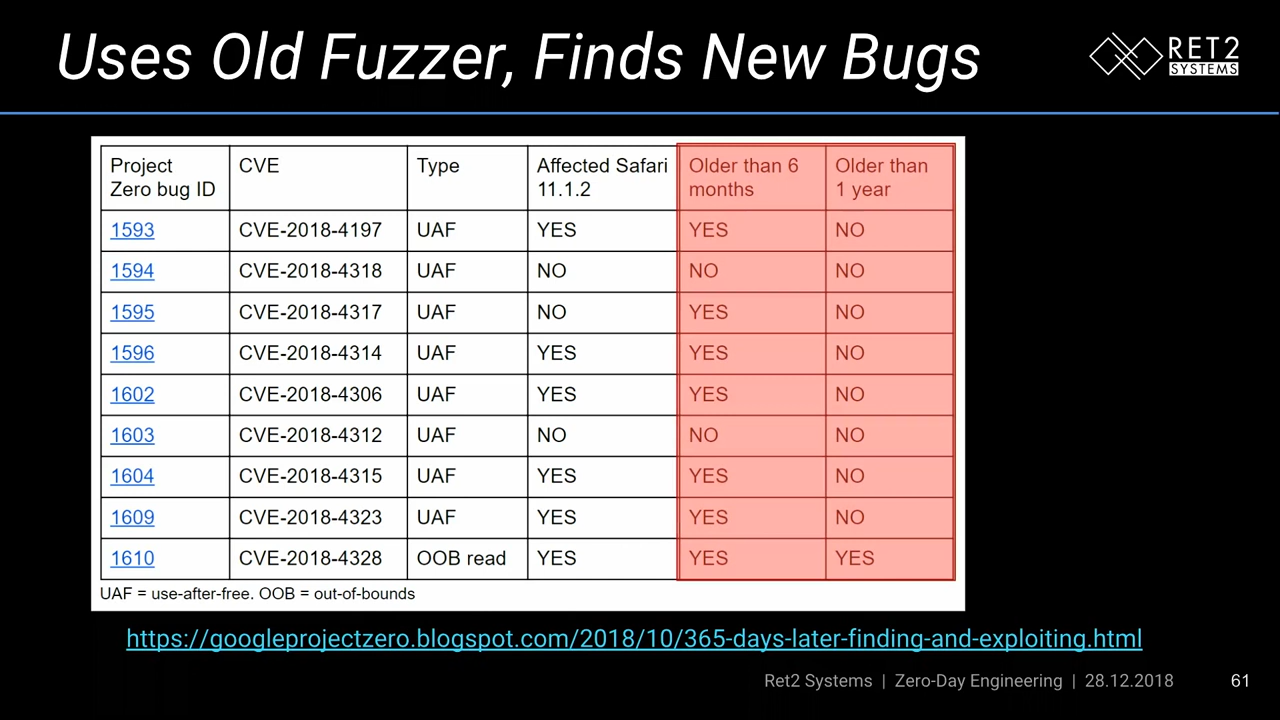 Uses Old Fuzzer, Finds New Bugs
RET2
SYSTEMS
Project Zero bug ID CVE Type Affected Safari 11.1.2 Older than 6 months Older than 1 year
1593 CVE-2018-4197 UAF YES YES NO
1594 CVE-2018-4318 UAF NO NO NO
1595 CVE-2018-4317 UAF NO YES NO
1596 CVE-2018-4314 UAF YES YES NO
1602 CVE-2018-4306 UAF YES YES NO
1603 CVE-2018-4312 UAF NO NO NO
1604 CVE-2018-4315 UAF YES YES NO
1609 CVE-2018-4323 UAF YES YES NO
1610 CVE-2018-4328 OOB read YES YES YES
UAF = use-after-free. OOB = out-of-bounds
https://googleprojectzero.blogspot.com/2018/10/365-days-later-finding-and-exploiting.html
Ret2 Systems | Zero-Day Engineering | 28.12.2018 61